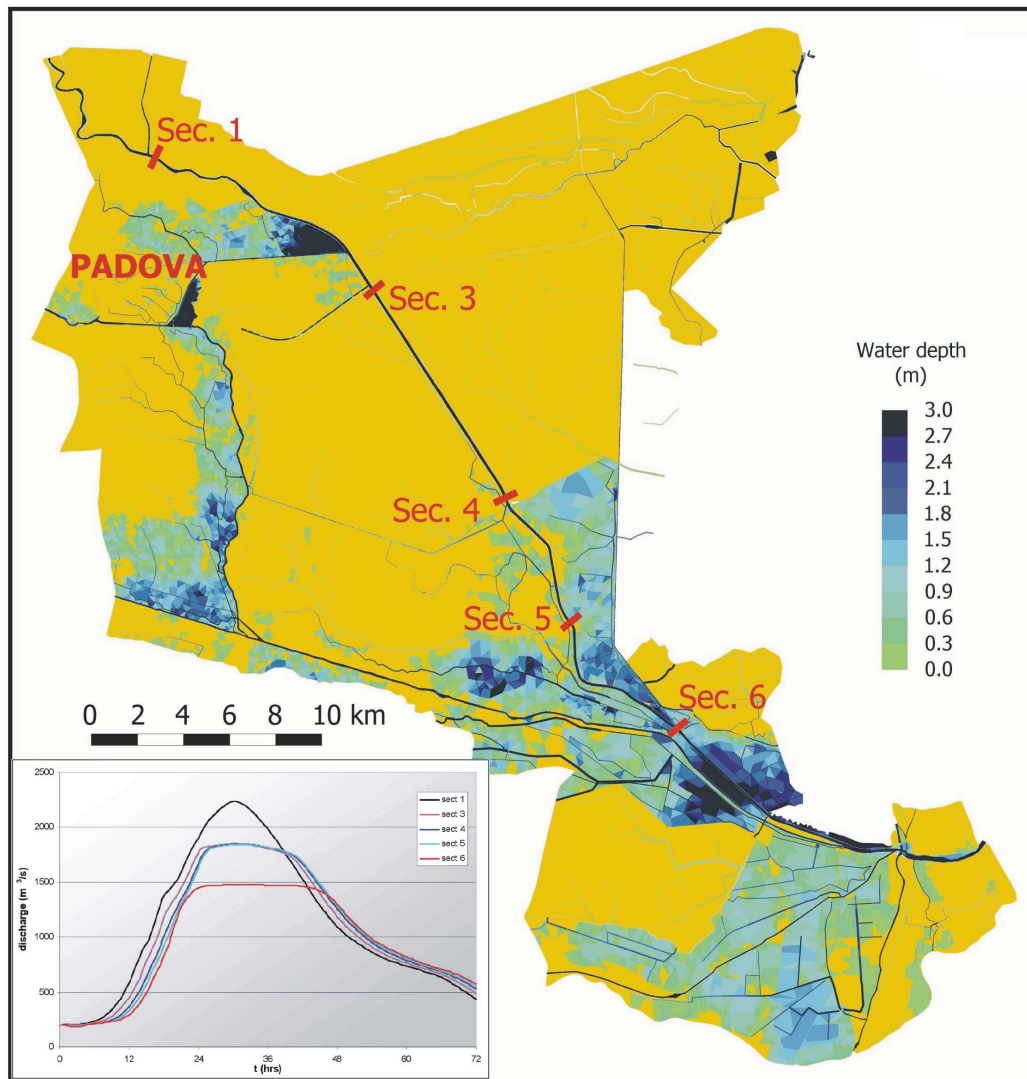 Sec. 1
PADOVA
Sec. 3
Water depth
(m)
3.0
2.7
2.4
2.1
1.8
1.5
1.2
0.9
0.6
0.3
0.0
Sec. 4
Sec. 5
Sec. 6
0 2 4 6 8 10 km
2500
2000
1500
1000
500
0
discharge (m³/s)
sect 1
sect 3
sect 4
sect 5
sect 6
0 12 24 36 48 60 72
t (hrs)